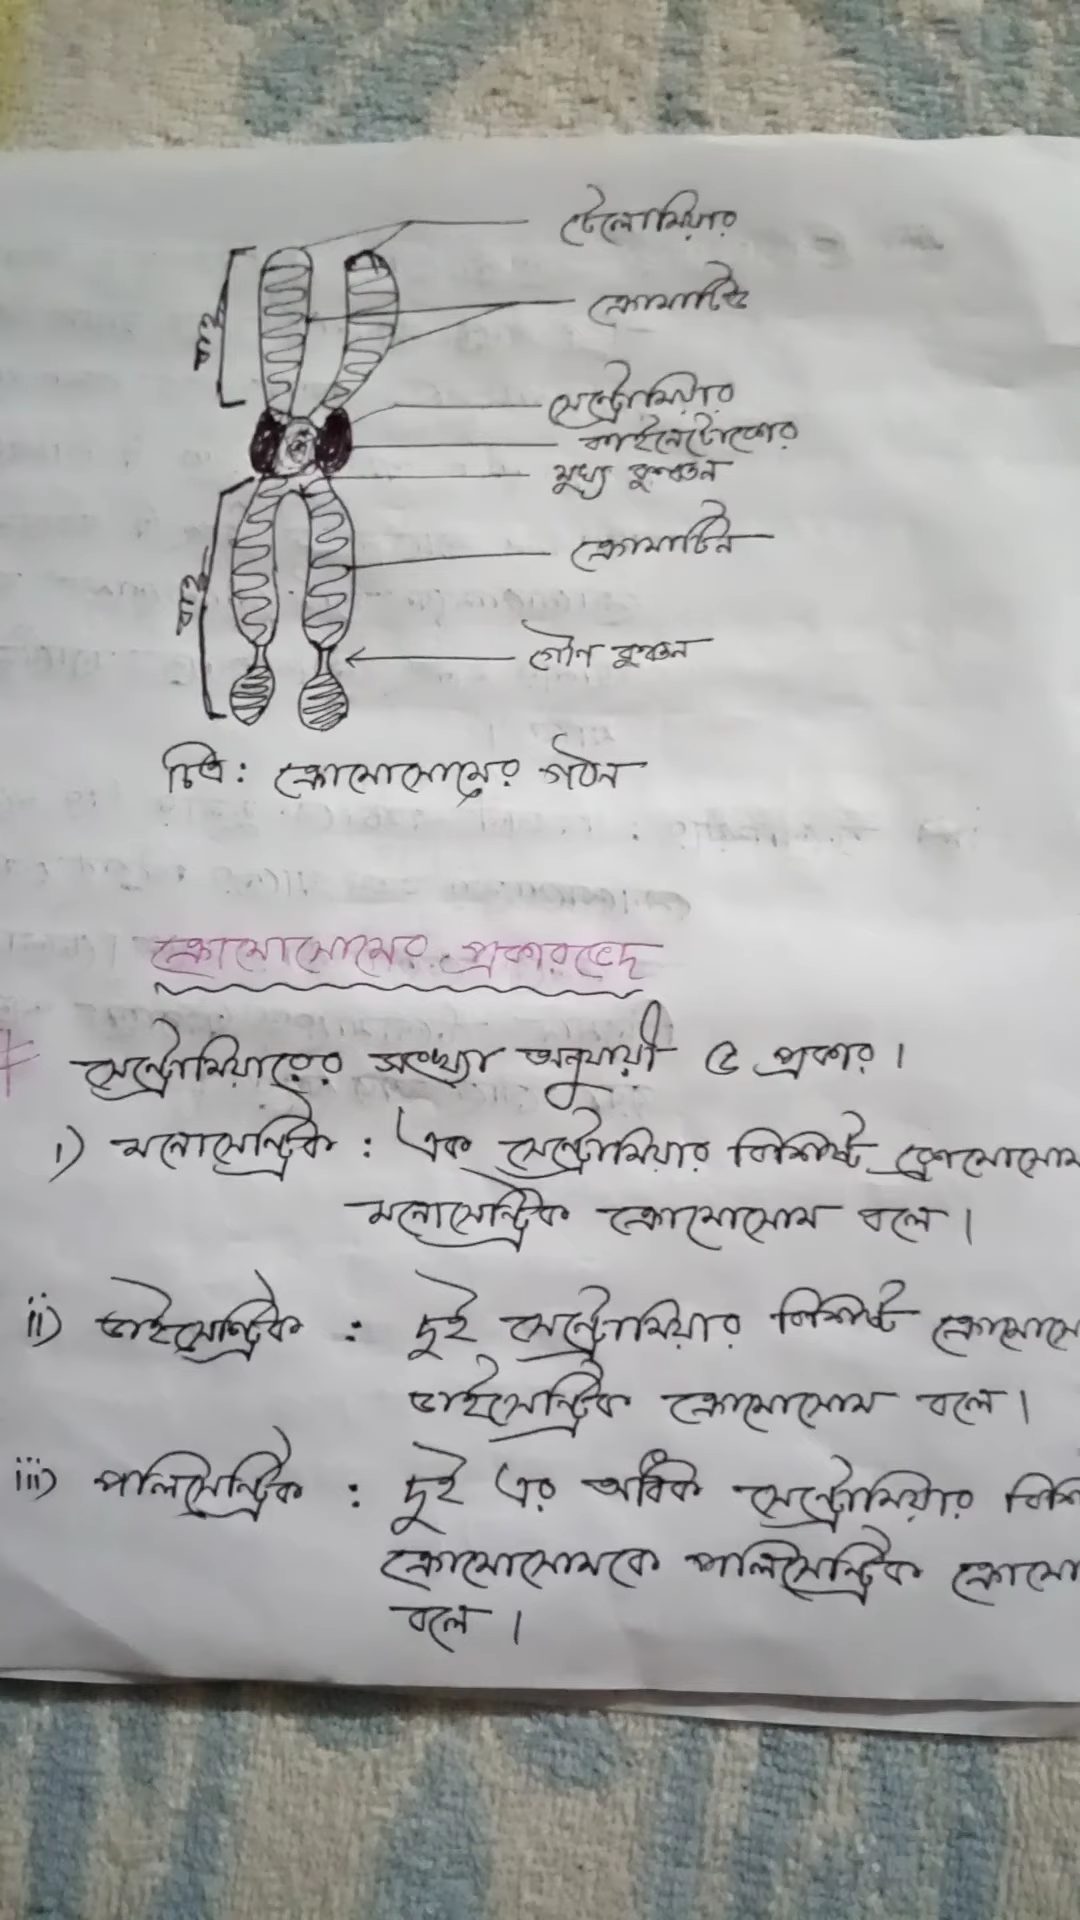 টেলোমিয়ার
ক্রোমাটিড
বাহু
সেন্ট্রোমিয়ার
কাইনেটোকোর
মুখ্য কুঞ্চন
ক্রোমাটিন
বাহু
গৌণ কুঞ্চন
চিত্র: ক্রোমোসোমের গঠন
ক্রোমোসোমের প্রকারভেদ
সেন্ট্রোমিয়ারের সংখ্যা অনুযায়ী ৫ প্রকার।
i) মনোসেন্ট্রিক : এক সেন্ট্রোমিয়ার বিশিষ্ট ক্রোমোসোম
মনোসেন্ট্রিক ক্রোমোসোম বলে।
ii) ডাইসেন্ট্রিক : দুই সেন্ট্রোমিয়ার বিশিষ্ট ক্রোমোসো
ডাইসেন্ট্রিক ক্রোমোসোম বলে।
iii) পলিসেন্ট্রিক : দুই এর অধিক সেন্ট্রোমিয়ার বিশি
ক্রোমোসোমকে পলিসেন্ট্রিক ক্রোমো
বলে।